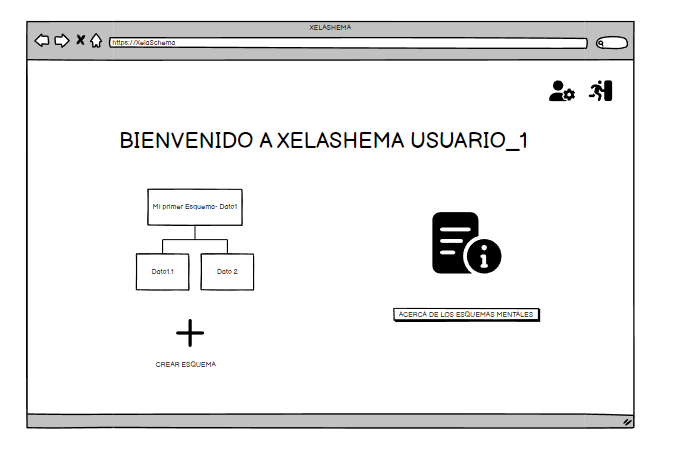 XELASHEMA
https://XelaSchema
BIENVENIDO A XELASHEMA USUARIO_1
Mi primer Esquema- Dato1
Dato1.1
Dato 2.
CREAR ESQUEMA
ACERCA DE LOS ESQUEMAS MENTALES